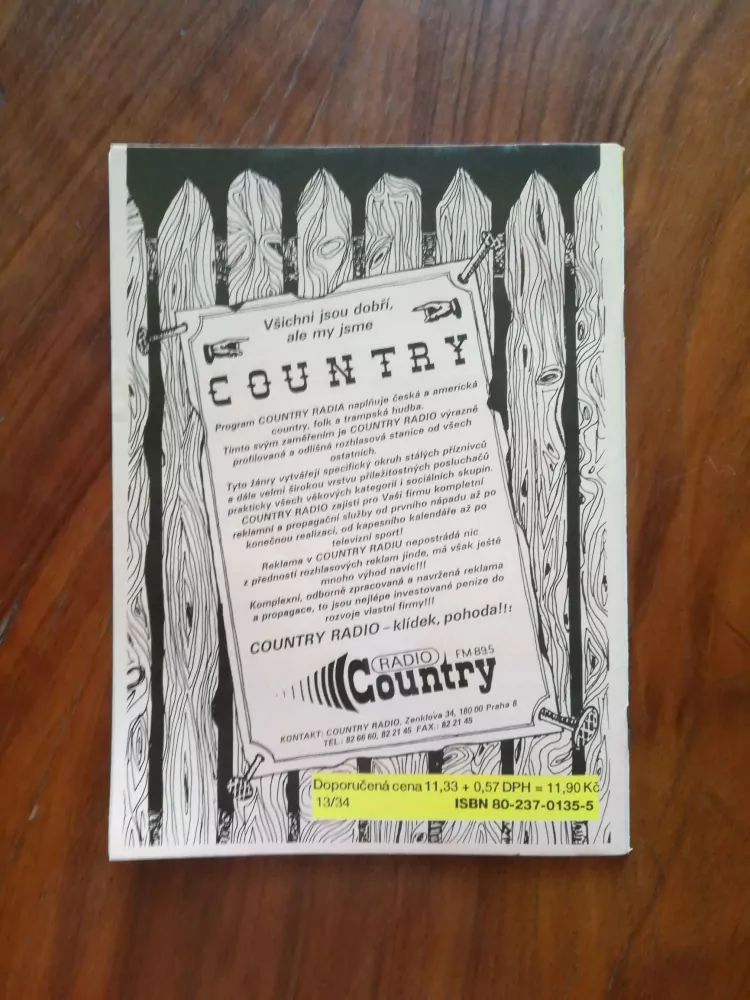 Všichni jsou dobří,
ale my jsme
COUNTRY
Program COUNTRY RADIA naplňuje česká a americká
country, folk a trampská hudba.
Tímto svým zaměřením je COUNTRY RADIO výrazně
profilovaná a odlišná rozhlasová stanice od všech
ostatních.
Tyto žánry vytvářejí specifický okruh stálých příznivců
a dále velmi širokou vrstvu příležitostných posluchačů
prakticky všech věkových kategorií i sociálních skupin.
COUNTRY RADIO zajistí pro Vaši firmu kompletní
reklamní a propagační služby od prvního nápadu až po
konečnou realizaci, od kapesního kalendáře až po
televizní sport!
Reklama v COUNTRY RADIU nepostrádá nic
z předností rozhlasových reklam jinde, má však ještě
mnoho výhod navíc!!!
Komplexní, odborně zpracovaná a navržená reklama
a propagace, to jsou nejlépe investované peníze do
rozvoje vlastní firmy!!!
COUNTRY RADIO – klídek, pohoda!!:
RADIO FM 89.5
Country
KONTAKT: COUNTRY RADIO, Zenklova 34, 180 00 Praha 8
TEL.: 82 66 60, 82 21 45 FAX.: 82 21 45
Doporučená cena 11,33 + 0,57 DPH = 11,90 Kč
13/34 ISBN 80-237-0135-5